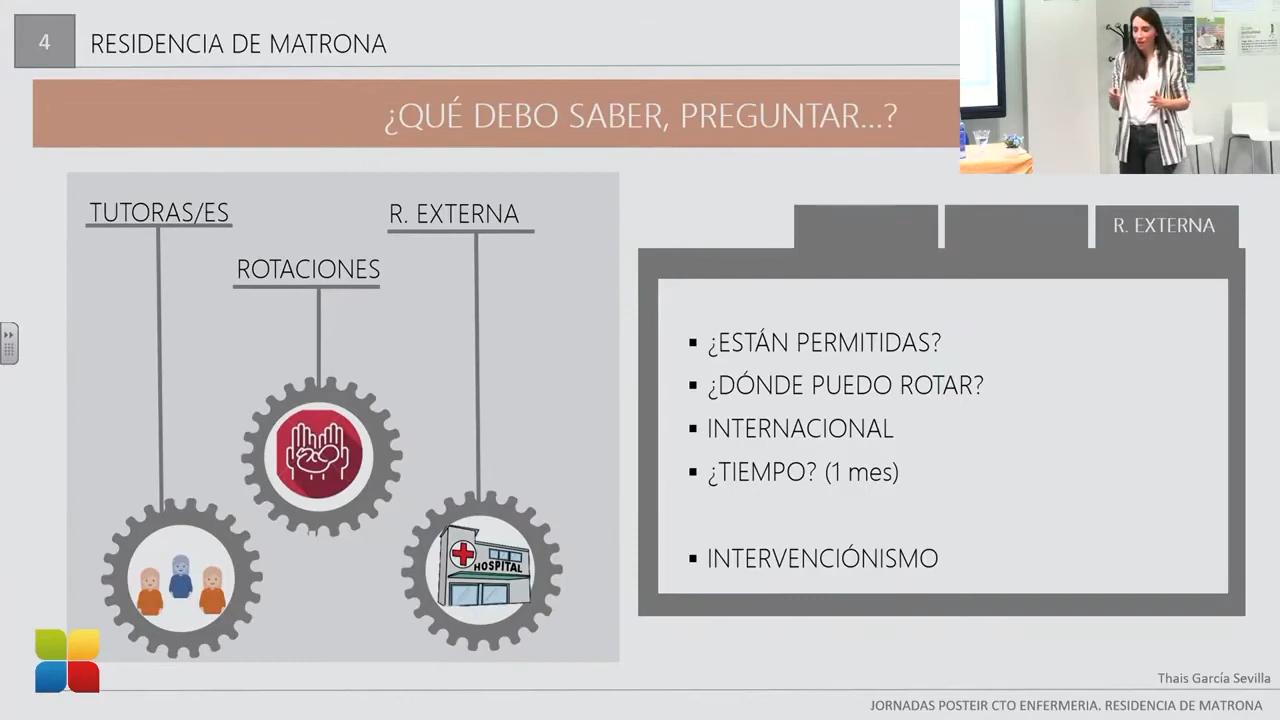 4
RESIDENCIA DE MATRONA
¿QUÉ DEBO SABER, PREGUNTAR...?
TUTORAS/ES
R. EXTERNA
ROTACIONES
HOSPITAL
R. EXTERNA
▪ ¿ESTÁN PERMITIDAS?
▪ ¿DÓNDE PUEDO ROTAR?
▪ INTERNACIONAL
▪ ¿TIEMPO? (1 mes)
▪ INTERVENCIÓNISMO
Thais García Sevilla
JORNADAS POSTEIR CTO ENFERMERIA. RESIDENCIA DE MATRONA